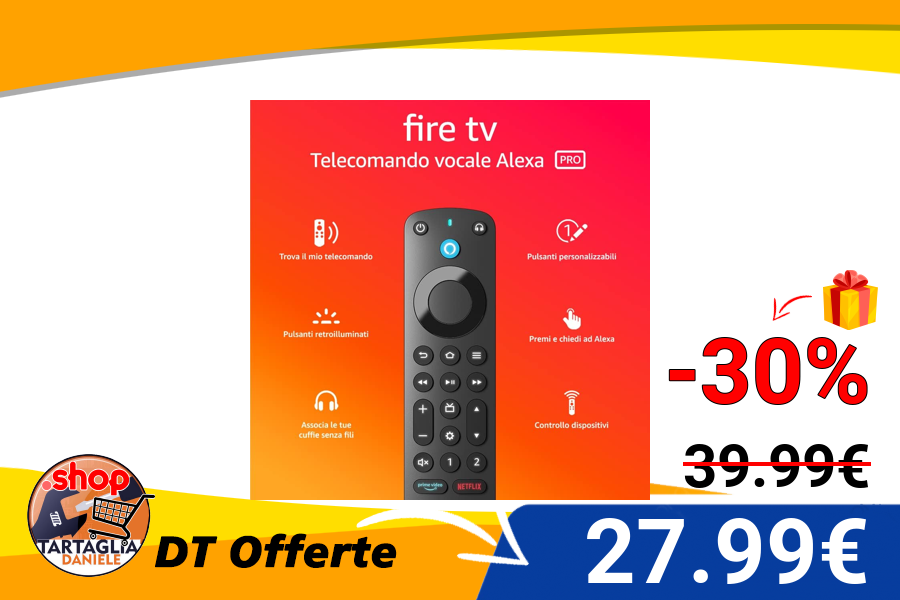 fire tv
Telecomando vocale Alexa PRO
Trova il mio telecomando
Pulsanti personalizzabili
Pulsanti retroilluminati
Premi e chiedi ad Alexa
Associa le tue
cuffie senza fili
Controllo dispositivi
1
1 2
prime video NETFLIX
-30%
39.99€
27.99€
.shop
TARTAGLIA
DANIELE
DT Offerte